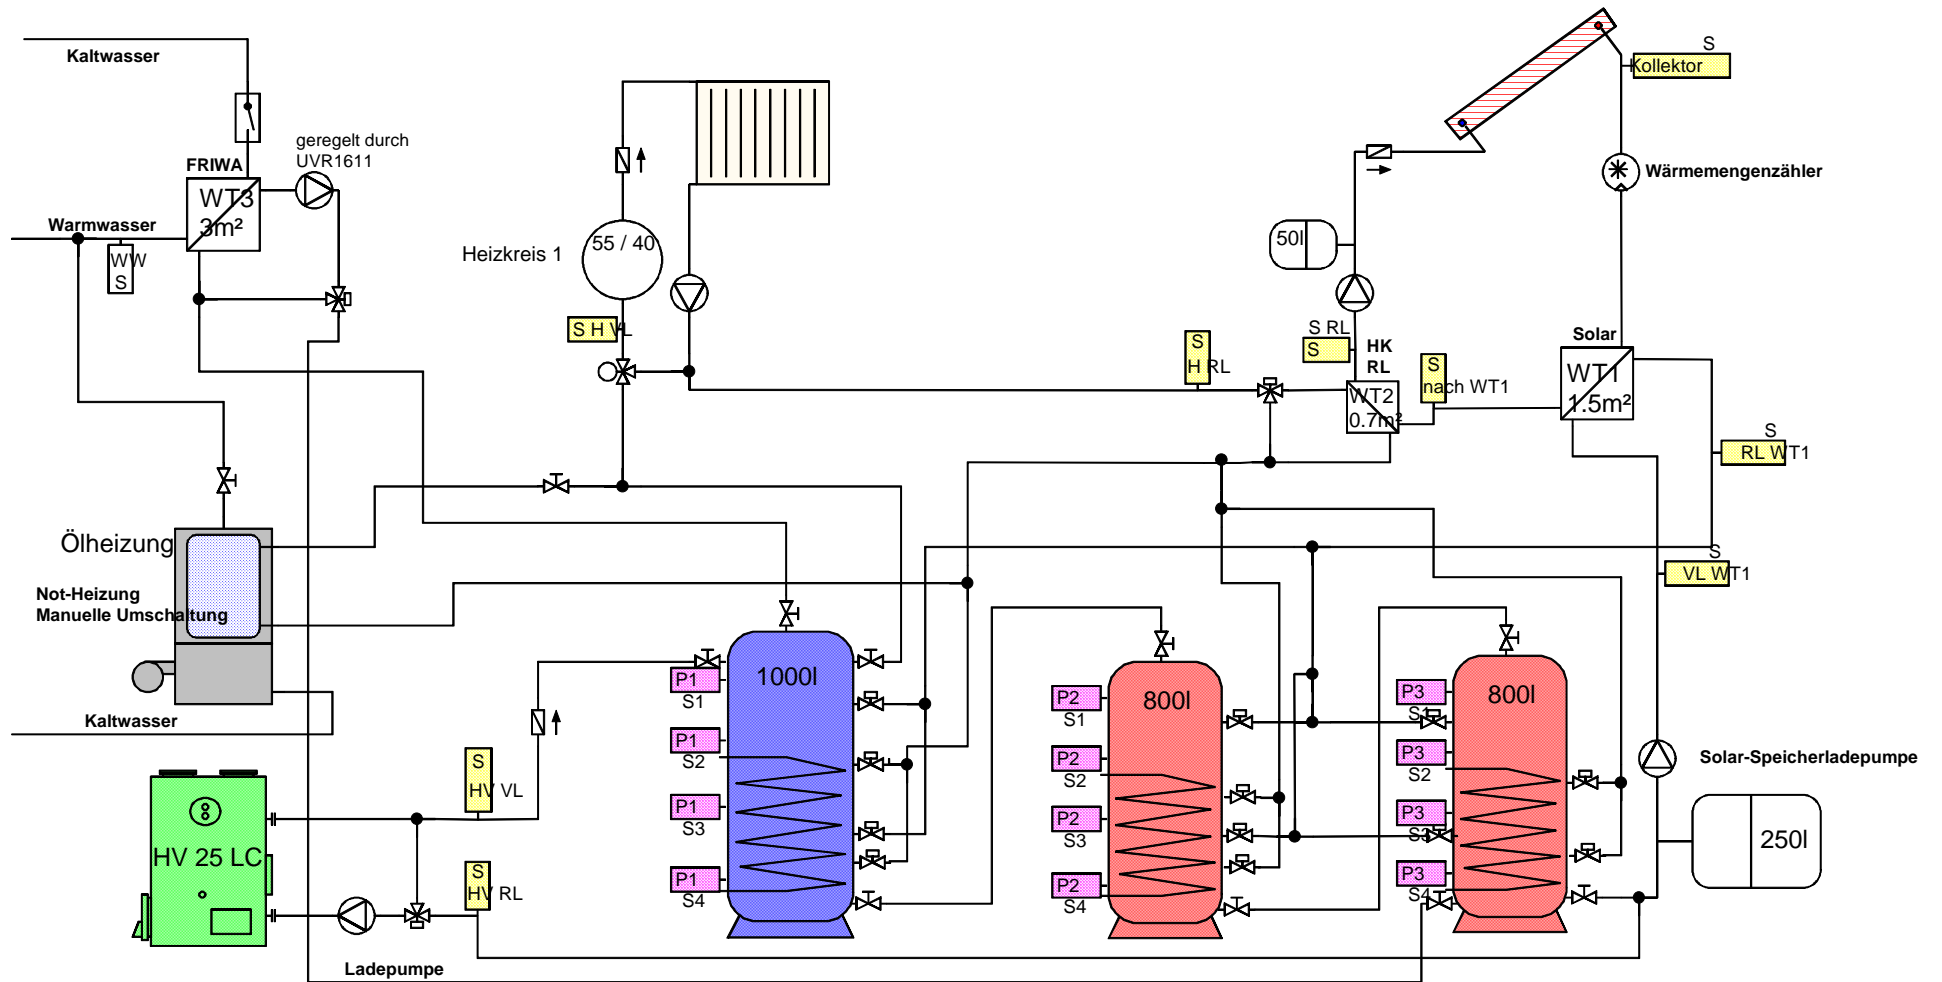 Kaltwasser
S
Kollektor
geregelt durch
UVR1611
FRIWA
WT3
3m²
Wärmemengenzähler
Warmwasser
WW
S
Heizkreis 1
55 / 40
50l
S H VL
S
H RL
S RL
S
HK
RL
S
nach WT1
Solar
WT1
1.5m²
WT2
0.7m²
S
RL WT1
Ölheizung
S
VL WT1
Not-Heizung
Manuelle Umschaltung
Kaltwasser
1000l
800l
800l
P1
S1
P1
S2
P1
S3
P1
S4
P2
S1
P2
S2
P2
S3
P2
S4
P3
S1
P3
S2
P3
S3
P3
S4
S
HV VL
HV 25 LC
S
HV RL
Solar-Speicherladepumpe
250l
Ladepumpe